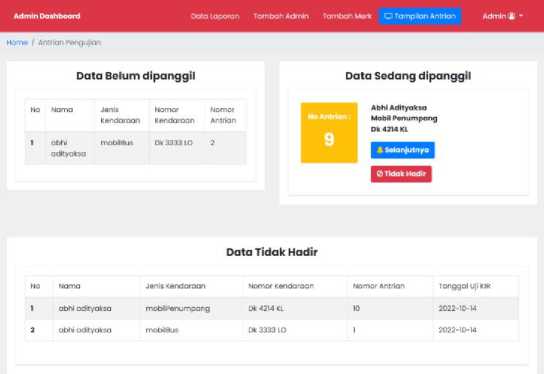 Admin Dashboard Data Laporan Tambah Admin Tambah Merk Tampilan Antrian Admin
Home / Antrian Pengujian
Data Belum dipanggil
No Nama Jenis Kendaraan Nomor Kendaraan Nomor Antrian
1 abhi adityaksa mobilBus Dk 3333 LO 2
Data Sedang dipanggil
No Antrian :
9
Abhi Adityaksa
Mobil Penumpang
Dk 4214 KL
Selanjutnya
Tidak Hadir
Data Tidak Hadir
No Nama Jenis Kendaraan Nomor Kendaraan Nomor Antrian Tanggal Uji KIR
1 abhi adityaksa mobilPenumpang Dk 4214 KL 10 2022-10-14
2 abhi adityaksa mobilBus Dk 3333 LO 1 2022-10-14